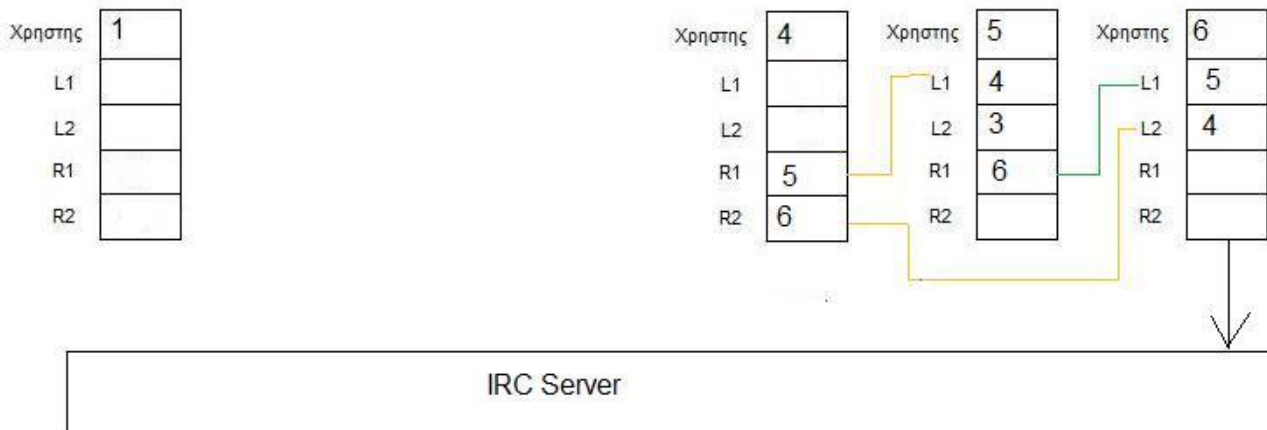 Χρηστης 1
L1
L2
R1
R2
Χρηστης 4
L1
L2
R1 5
R2 6
Χρηστης 5
L1 4
L2 3
R1 6
R2
Χρηστης 6
L1 5
L2 4
R1
R2
IRC Server